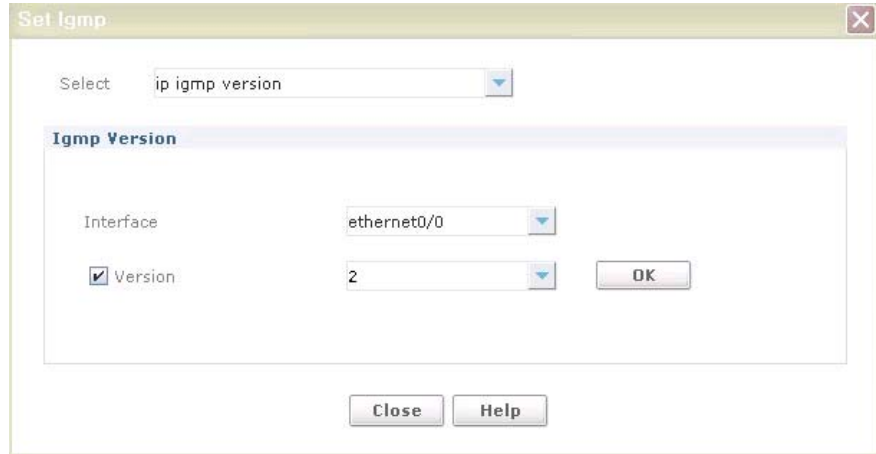 Set Igmp
Select ip igmp version
Igmp Version
Interface ethernet0/0
Version 2 OK
Close Help